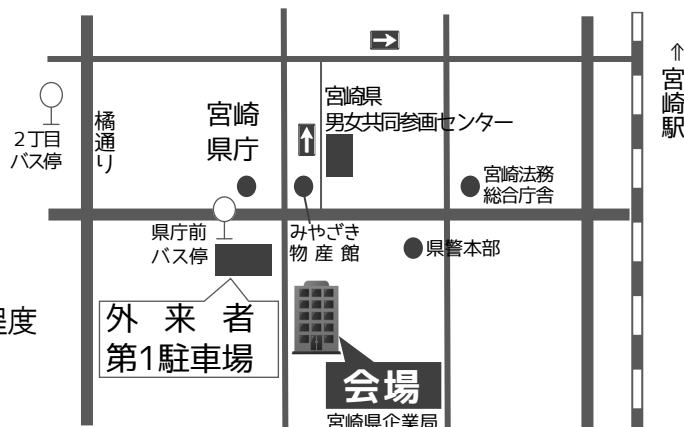 ⇐宮崎駅
宮崎県
男女共同参画センター
宮崎
県庁
橘通り
2丁目
バス停
宮崎法務
総合庁舎
県庁前
バス停
みやざき
物産館
県警本部
程度
外来者
第1駐車場
会場
宮崎県企業局